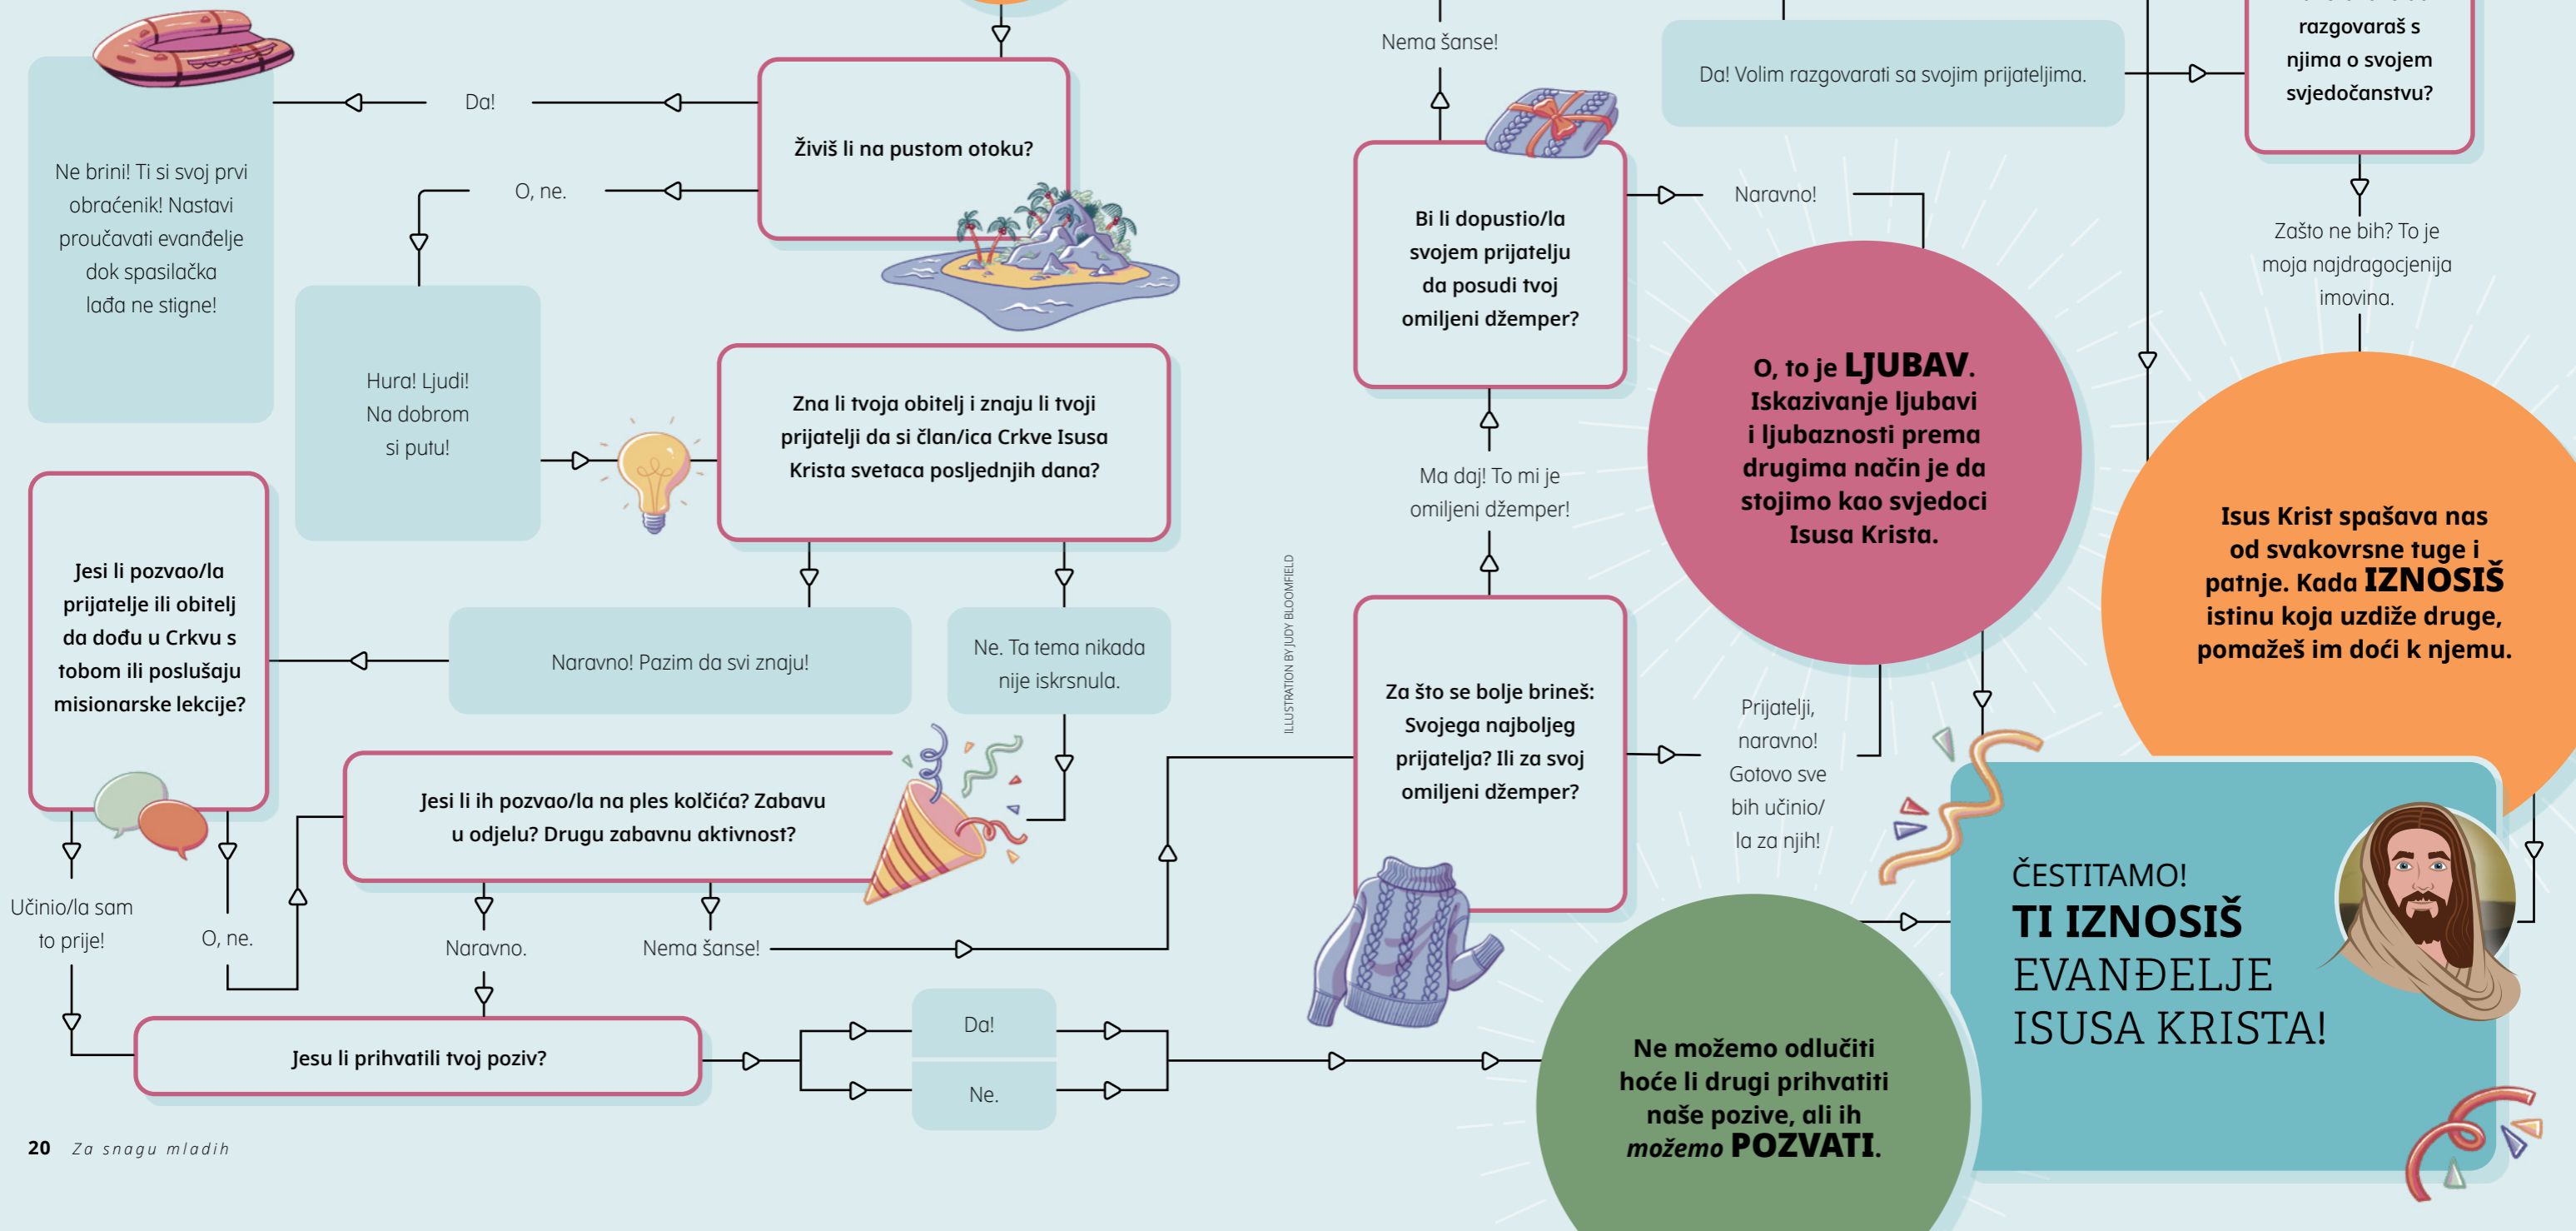 Da!
Živiš li na pustom otoku?
O, ne.
Ne brini! Ti si svoj prvi
obraćenik! Nastavi
proučavati evanđelje
dok spasilačka
lađa ne stigne!
Hura! Ljudi!
Na dobrom
si putu!
Zna li tvoja obitelj i znaju li tvoji
prijatelji da si član/ica Crkve Isusa
Krista svetaca posljednjih dana?
Naravno! Pazim da svi znaju!
Ne. Ta tema nikada
nije iskrsnula.
Jesi li pozvao/la
prijatelje ili obitelj
da dođu u Crkvu s
tobom ili poslušaju
misionarske lekcije?
Učinio/la sam
to prije!
O, ne.
Jesi li ih pozvao/la na ples kolčića? Zabavu
u odjelu? Drugu zabavnu aktivnost?
Naravno.
Nema šanse!
Jesu li prihvatili tvoj poziv?
Da!
Ne.
20 Za snagu mladih
ILLUSTRATION BY JUDY BLOOMFIELD
Nema šanse!
Bi li dopustio/la
svojem prijatelju
da posudi tvoj
omiljeni džemper?
Naravno!
Ma daj! To mi je
omiljeni džemper!
Za što se bolje brineš:
Svojega najboljeg
prijatelja? Ili za svoj
omiljeni džemper?
Prijatelji,
naravno!
Gotovo sve
bih učinio/
la za njih!
Da! Volim razgovarati sa svojim prijateljima.
razgovaraš s
njima o svojem
svjedočanstvu?
Zašto ne bih? To je
moja najdragocjenija
imovina.
O, to je LJUBAV.
Iskazivanje ljubavi
i ljubaznosti prema
drugima način je da
stojimo kao svjedoci
Isusa Krista.
Isus Krist spašava nas
od svakovrsne tuge i
patnje. Kada IZNOSIŠ
istinu koja uzdiže druge,
pomažeš im doći k njemu.
Ne možemo odlučiti
hoće li drugi prihvatiti
naše pozive, ali ih
možemo POZVATI.
ČESTITAMO!
TI IZNOSIŠ
EVANĐELJE
ISUSA KRISTA!